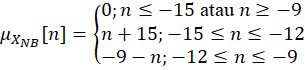 0; n ≤ −15 atau n ≥ −9
μ_{X_{NB}}[n] = { n + 15; −15 ≤ n ≤ −12
−9 − n; −12 ≤ n ≤ −9